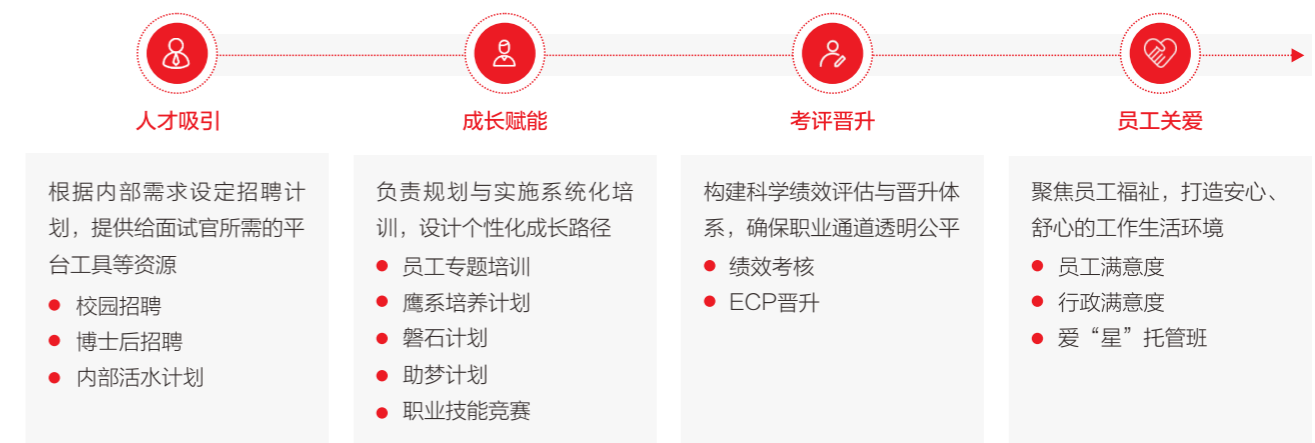 人才吸引
根据内部需求设定招聘计
划，提供给面试官所需的平
台工具等资源
校园招聘
博士后招聘
内部活水计划
成长赋能
负责规划与实施系统化培
训，设计个性化成长路径
员工专题培训
鹰系培养计划
磐石计划
助梦计划
职业技能竞赛
考评晋升
构建科学绩效评估与晋升体
系，确保职业通道透明公平
绩效考核
ECP晋升
员工关爱
聚焦员工福祉，打造安心、
舒心的工作生活环境
员工满意度
行政满意度
爱“星”托管班